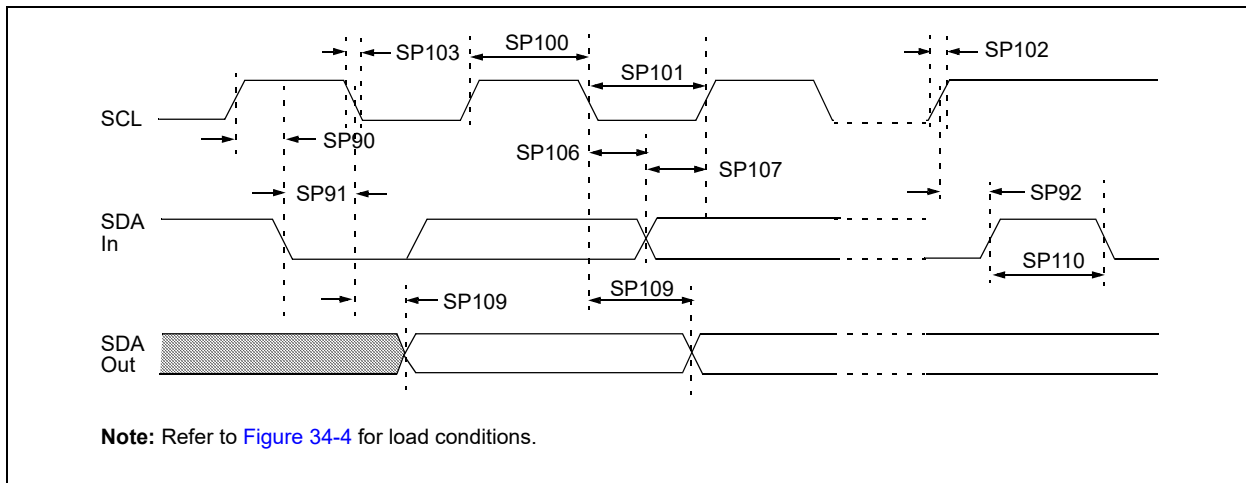 SP103
SP100
SP101
SP102
SCL
SP90
SP106
SP107
SP91
SP92
SDA
In
SP110
SP109
SP109
SDA
Out
Note: Refer to Figure 34-4 for load conditions.